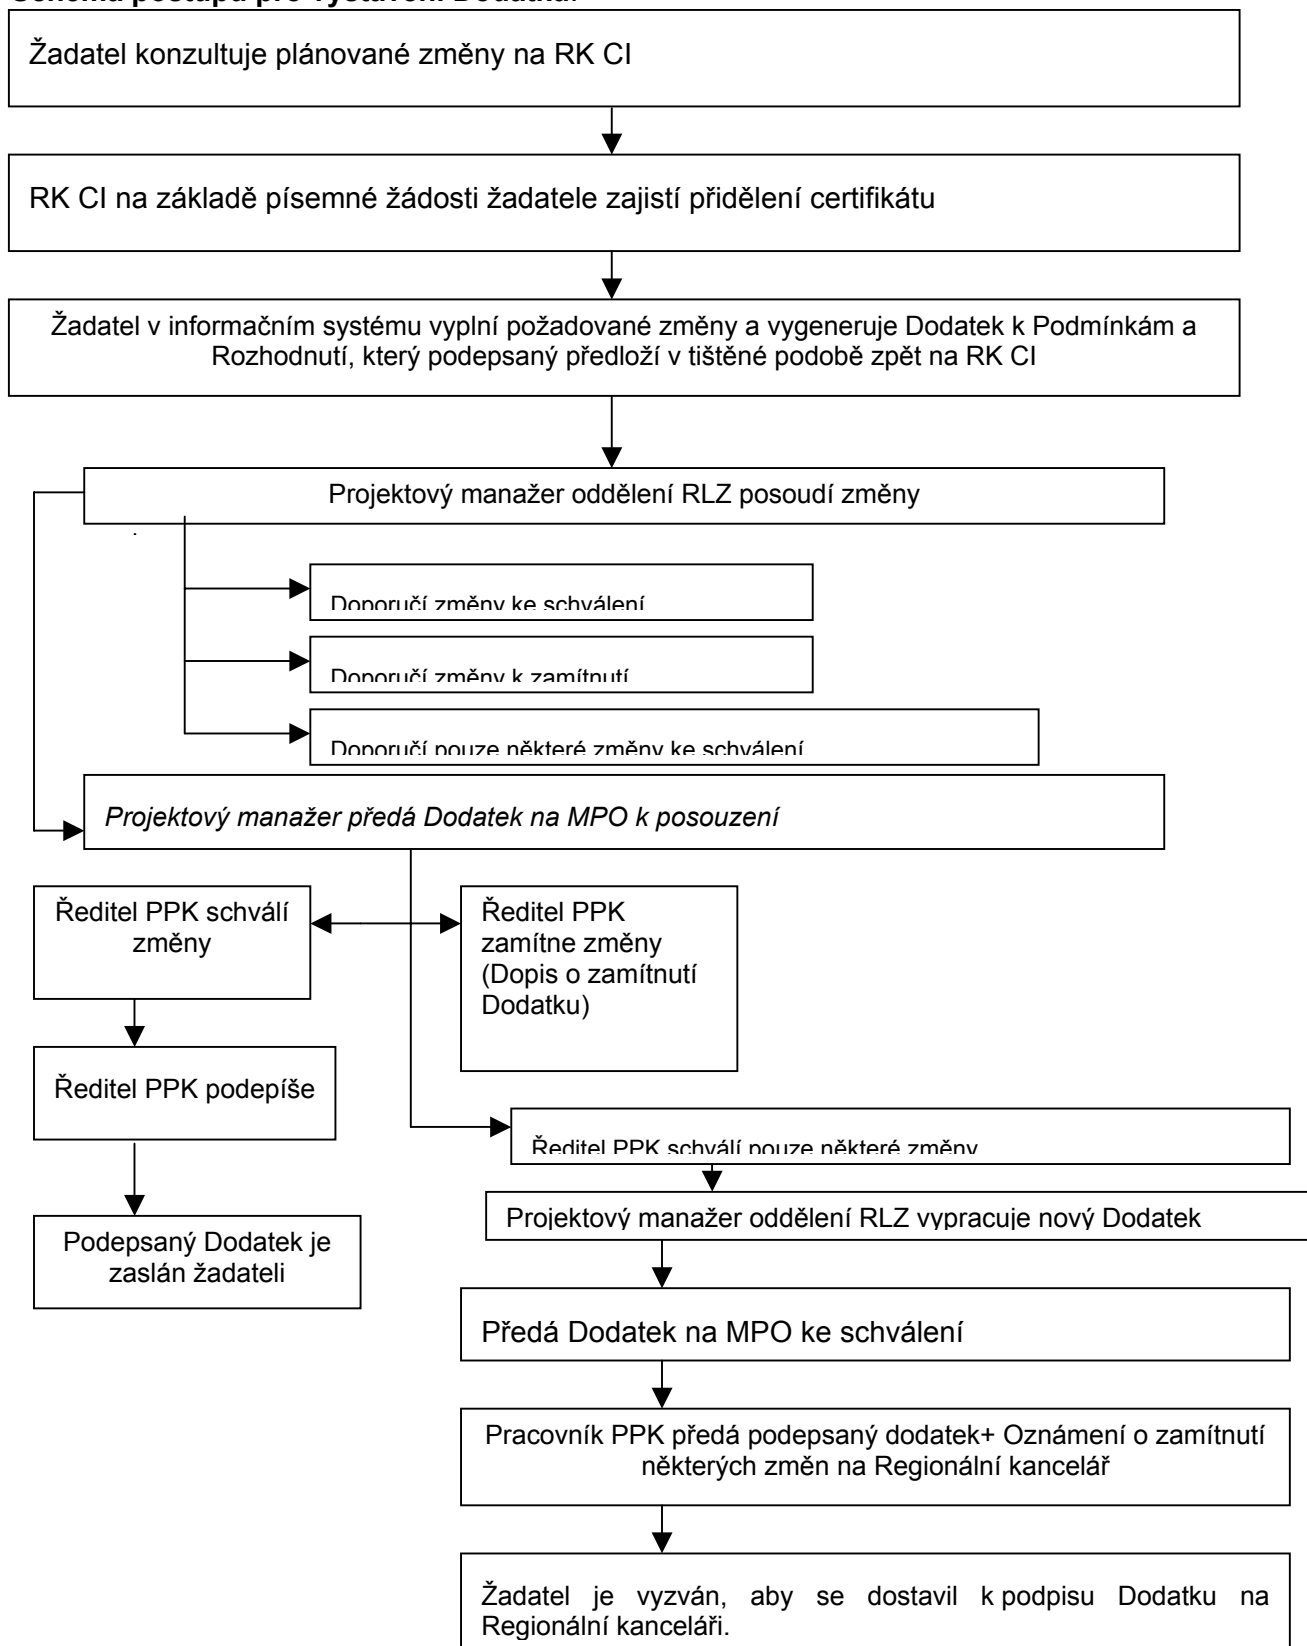 Schéma postupu pro vystavení Dodatku:
Žadatel konzultuje plánované změny na RK CI
RK CI na základě písemné žádosti žadatele zajistí přidělení certifikátu
Žadatel v informačním systému vyplní požadované změny a vygeneruje Dodatek k Podmínkám a
Rozhodnutí, který podepsaný předloží v tištěné podobě zpět na RK CI
Projektový manažer oddělení RLZ posoudí změny
.
Doporučí změny ke schválení
Doporučí změny k zamítnutí
Doporučí pouze některé změny ke schválení
Projektový manažer předá Dodatek na MPO k posouzení
Ředitel PPK schválí
změny
Ředitel PPK
zamítne změny
(Dopis o zamítnutí
Dodatku)
Ředitel PPK podepíše
Podepsaný Dodatek je
zaslán žadateli
Ředitel PPK schválí pouze některé změny
Projektový manažer oddělení RLZ vypracuje nový Dodatek
Předá Dodatek na MPO ke schválení
Pracovník PPK předá podepsaný dodatek+ Oznámení o zamítnutí
některých změn na Regionální kancelář
Žadatel je vyzván, aby se dostavil k podpisu Dodatku na
Regionální kanceláři.